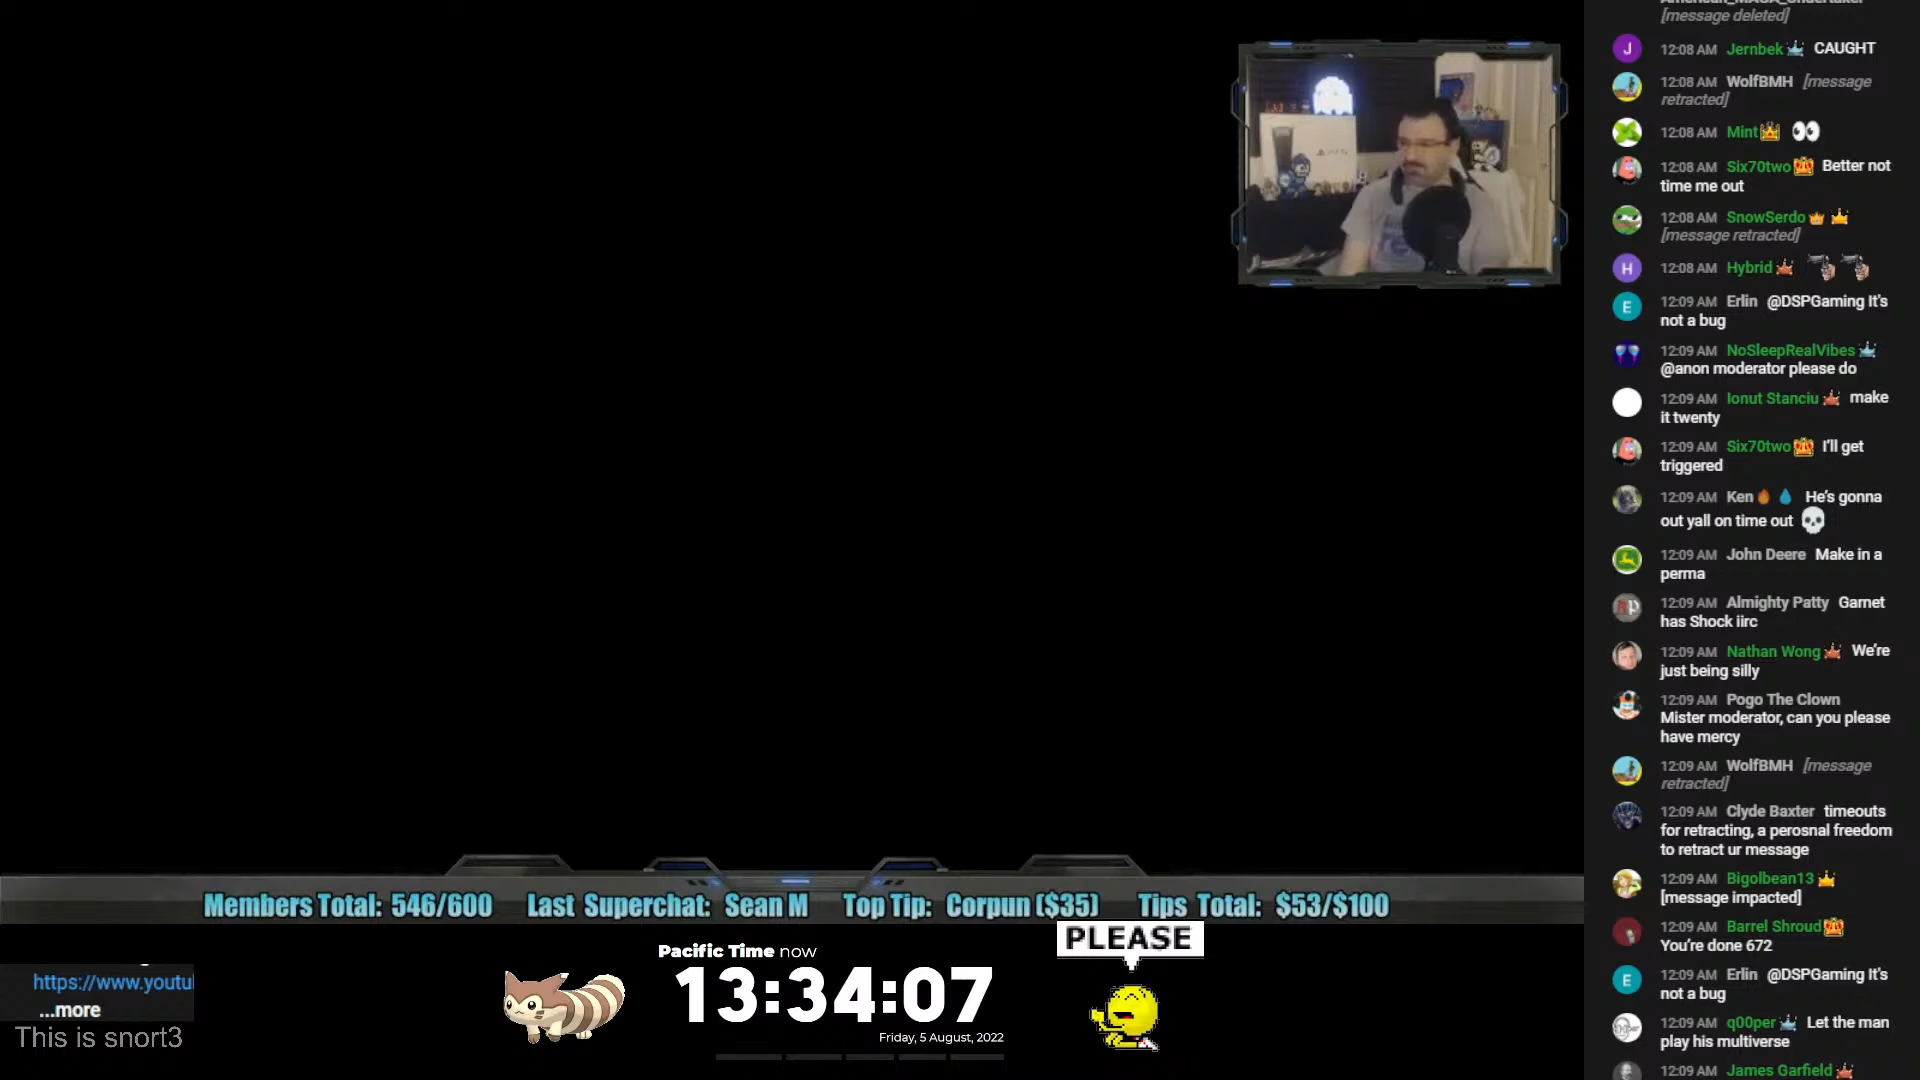 [message deleted]
J 12:08 AM Jernbek CAUGHT
12:08 AM WolfBMH [message
retracted]
12:08 AM Mint
12:08 AM Six70two Better not
time me out
12:08 AM SnowSerdo
[message retracted]
H 12:08 AM Hybrid
E 12:09 AM Erlin @DSPGaming It's
not a bug
12:09 AM NoSleepRealVibes
@anon moderator please do
12:09 AM Ionut Stanciu make
it twenty
12:09 AM Six70two I'll get
triggered
12:09 AM Ken He's gonna
out yall on time out
12:09 AM John Deere Make in a
perma
12:09 AM Almighty Patty Garnet
has Shock iirc
12:09 AM Nathan Wong We're
just being silly
12:09 AM Pogo The Clown
Mister moderator, can you please
have mercy
12:09 AM WolfBMH [message
retracted]
12:09 AM Clyde Baxter timeouts
for retracting, a perosnal freedom
to retract ur message
12:09 AM Bigolbean13
[message impacted]
12:09 AM Barrel Shroud
You're done 672
E 12:09 AM Erlin @DSPGaming It's
not a bug
12:09 AM q00per Let the man
play his multiverse
12:09 AM James Garfield
Members Total: 546/600 Last Superchat: Sean M Top Tip: Corpun ($35) Tips Total: $53/$100
PLEASE
Pacific Time now
13:34:07
Friday, 5 August, 2022
https://www.youtu
...more
This is snort3